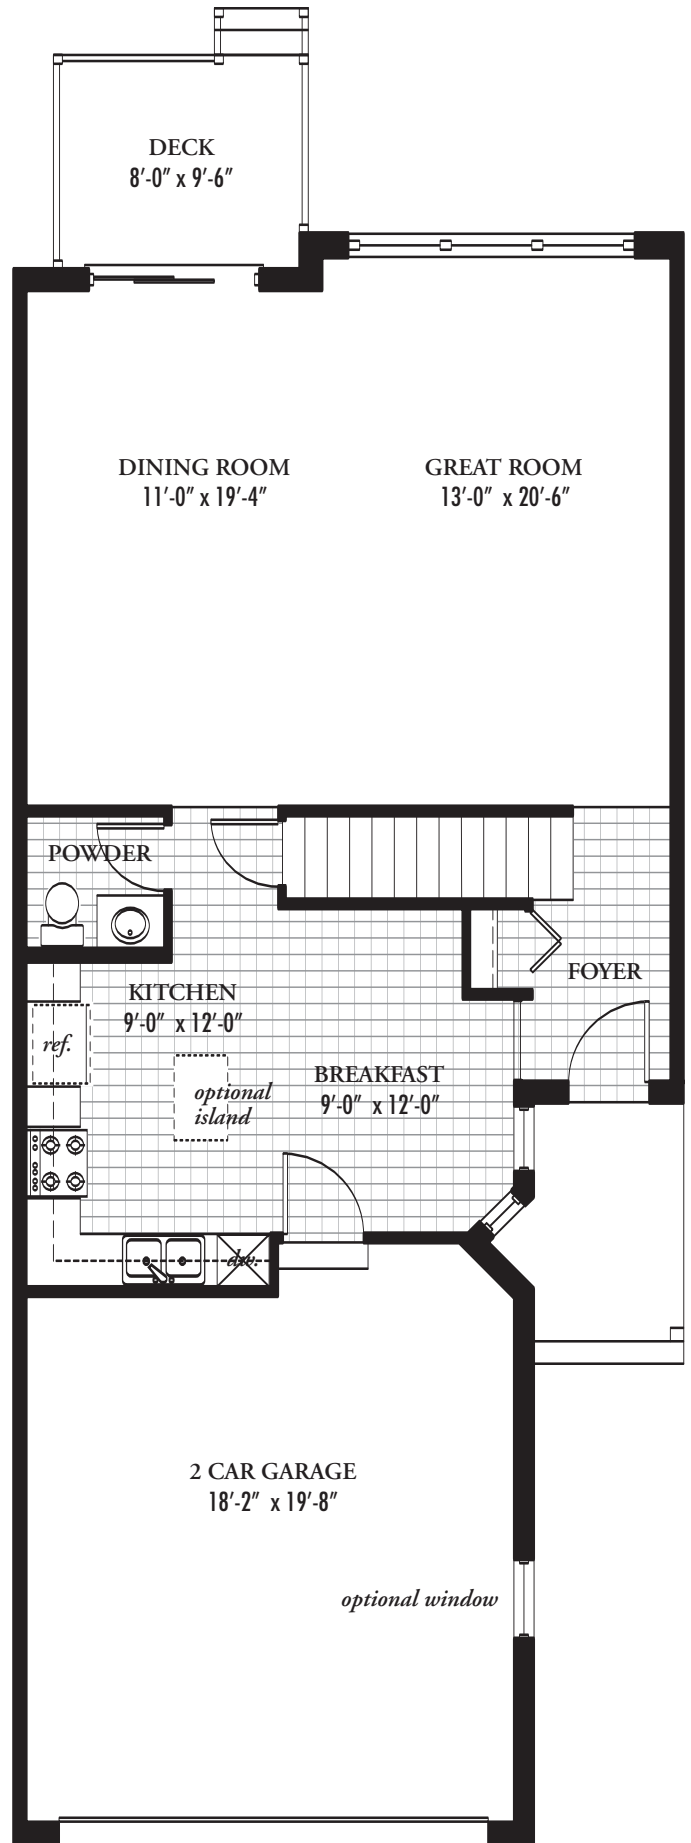 DECK
8’-0” x 9’-6”
DINING ROOM
11’-0” x 19’-4”
GREAT ROOM
13’-0” x 20’-6”
POWDER
FOYER
KITCHEN
9’-0” x 12’-0”
ref.
optional
island
BREAKFAST
9’-0” x 12’-0”
d.w.
2 CAR GARAGE
18’-2” x 19’-8”
optional window